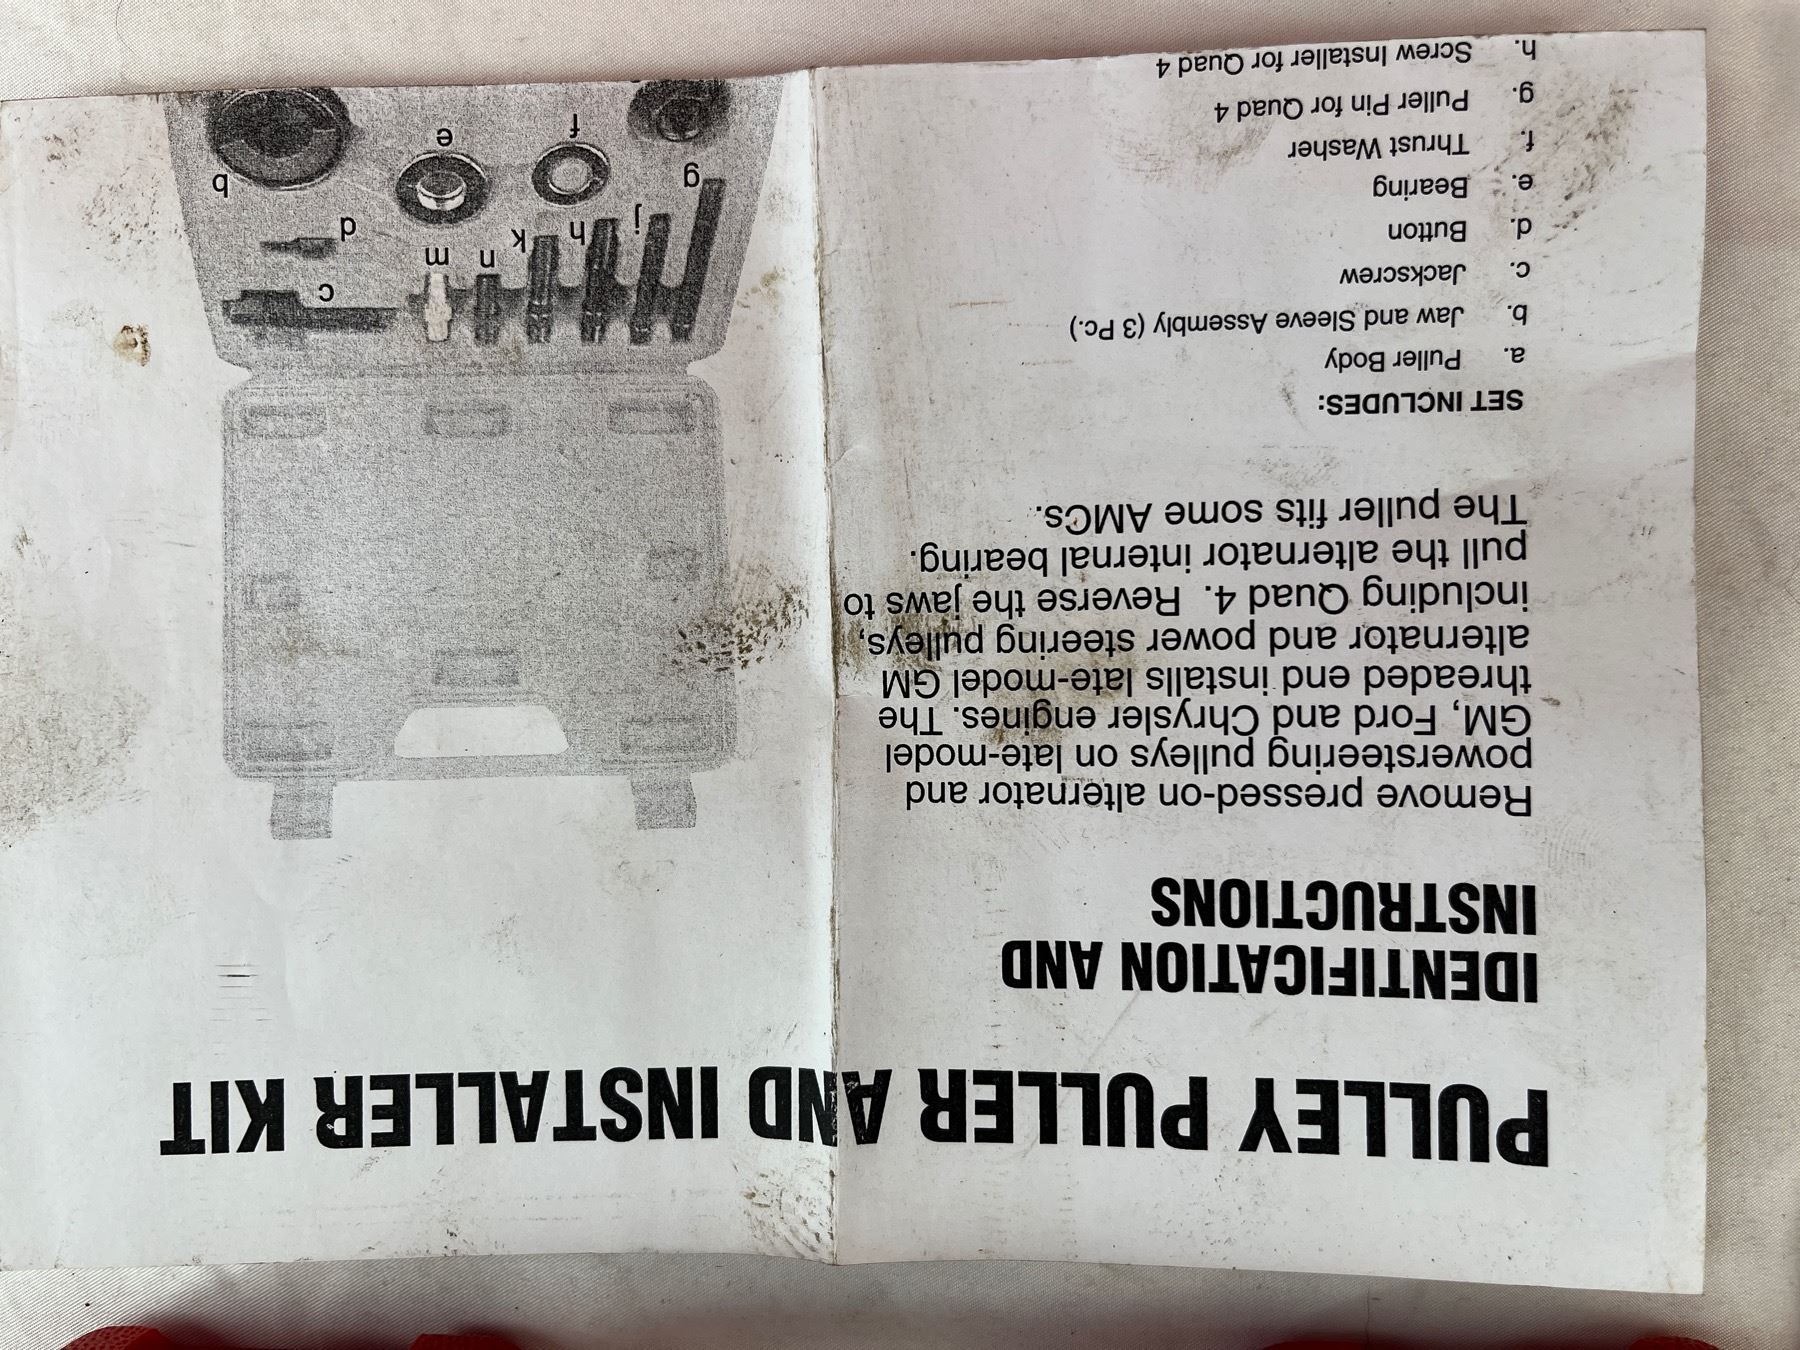 PULLEY PULLER AND INSTALLER KIT
IDENTIFICATION AND
INSTRUCTIONS
Remove pressed-on alternator and
powersteering pulleys on late-model
GM, Ford and Chrysler engines. The
threaded end installs late-model GM
alternator and power steering pulleys,
including Quad 4. Reverse the jaws to
pull the alternator internal bearing.
The puller fits some AMCs.
SET INCLUDES:
a. Puller Body
b. Jaw and Sleeve Assembly (3 Pc.)
c. Jackscrew
d. Button
e. Bearing
f. Thrust Washer
g. Puller Pin for Quad 4
h. Screw Installer for Quad 4
g
j
h
k
n
m
c
d
f
e
b